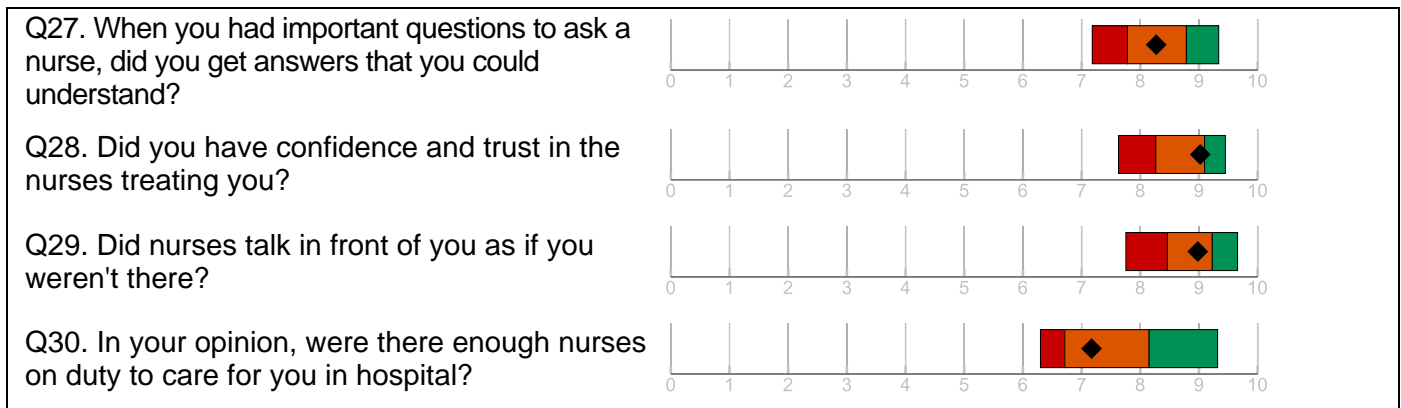 Q27. When you had important questions to ask a
nurse, did you get answers that you could
understand?
0 1 2 3 4 5 6 7 8 9 10
Q28. Did you have confidence and trust in the
nurses treating you?
0 1 2 3 4 5 6 7 8 9 10
Q29. Did nurses talk in front of you as if you
weren't there?
0 1 2 3 4 5 6 7 8 9 10
Q30. In your opinion, were there enough nurses
on duty to care for you in hospital?
0 1 2 3 4 5 6 7 8 9 10